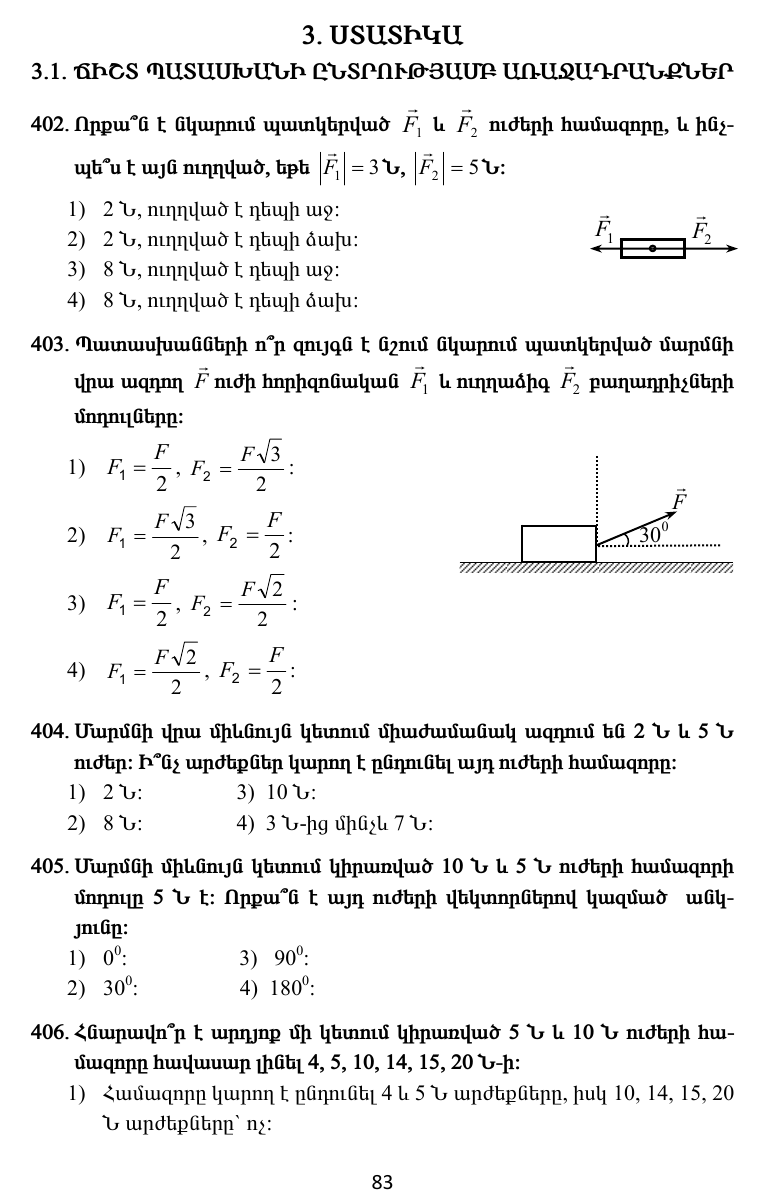 3. ՍՏԱՏԻԿԱ
3.1. ՃԻՇՏ ՊԱՏԱՍԽԱՆԻ ԸՆՏՐՈՒԹՅԱՄԲ ԱՌԱՋԱԴՐԱՆՔՆԵՐ
402. Որքա՞ն է նկարում պատկերված F⃗₁ և F⃗₂ ուժերի համազորը, և ինչ-
պե՞ս է այն ուղղված, եթե |F⃗₁| = 3 Ն, |F⃗₂| = 5 Ն:
1) 2 Ն, ուղղված է դեպի աջ:
2) 2 Ն, ուղղված է դեպի ձախ:
3) 8 Ն, ուղղված է դեպի աջ:
4) 8 Ն, ուղղված է դեպի ձախ:
F⃗₁ F⃗₂
403. Պատասխանների ո՞ր զույգն է նշում նկարում պատկերված մարմնի
վրա ազդող F⃗ ուժի հորիզոնական F⃗₁ և ուղղաձիգ F⃗₂ բաղադրիչների
մոդուլները:
1) F₁ = F/2, F₂ = F√3/2:
2) F₁ = F√3/2, F₂ = F/2:
3) F₁ = F/2, F₂ = F√2/2:
4) F₁ = F√2/2, F₂ = F/2:
F⃗
30⁰
404. Մարմնի վրա միևնույն կետում միաժամանակ ազդում են 2 Ն և 5 Ն
ուժեր: Ի՞նչ արժեքներ կարող է ընդունել այդ ուժերի համազորը:
1) 2 Ն: 3) 10 Ն:
2) 8 Ն: 4) 3 Ն-ից մինչև 7 Ն:
405. Մարմնի միևնույն կետում կիրառված 10 Ն և 5 Ն ուժերի համազորի
մոդուլը 5 Ն է: Որքա՞ն է այդ ուժերի վեկտորներով կազմած անկ-
յունը:
1) 0⁰: 3) 90⁰:
2) 30⁰: 4) 180⁰:
406. Հնարավո՞ր է արդյոք մի կետում կիրառված 5 Ն և 10 Ն ուժերի հա-
մազորը հավասար լինել 4, 5, 10, 14, 15, 20 Ն-ի:
1) Համազորը կարող է ընդունել 4 և 5 Ն արժեքները, իսկ 10, 14, 15, 20
Ն արժեքները՝ ոչ:
83